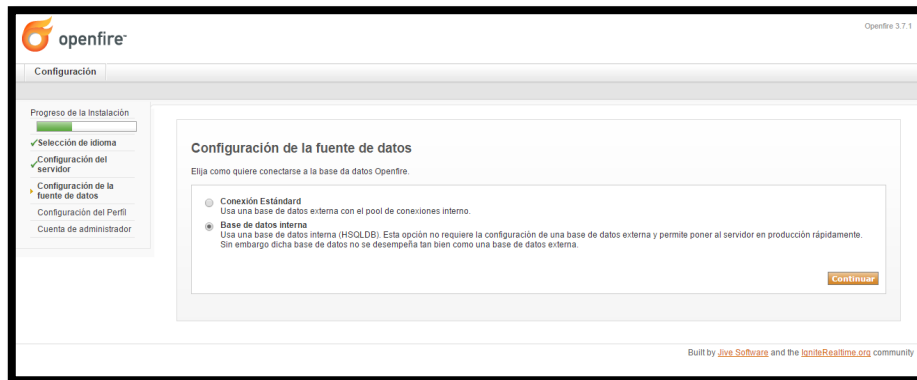 openfire™
Openfire 3.7.1
Configuración
Progreso de la Instalación
Selección de idioma
Configuración del
servidor
Configuración de la
fuente de datos
Configuración del Perfil
Cuenta de administrador
Configuración de la fuente de datos
Elija como quiere conectarse a la base da datos Openfire.
Conexión Estándard
Usa una base de datos externa con el pool de conexiones interno.
Base de datos interna
Usa una base de datos interna (HSQLDB). Esta opción no requiere la configuración de una base de datos externa y permite poner al servidor en producción rápidamente.
Sin embargo dicha base de datos no se desempeña tan bien como una base de datos externa.
Continuar
Built by Jive Software and the IgniteRealtime.org community